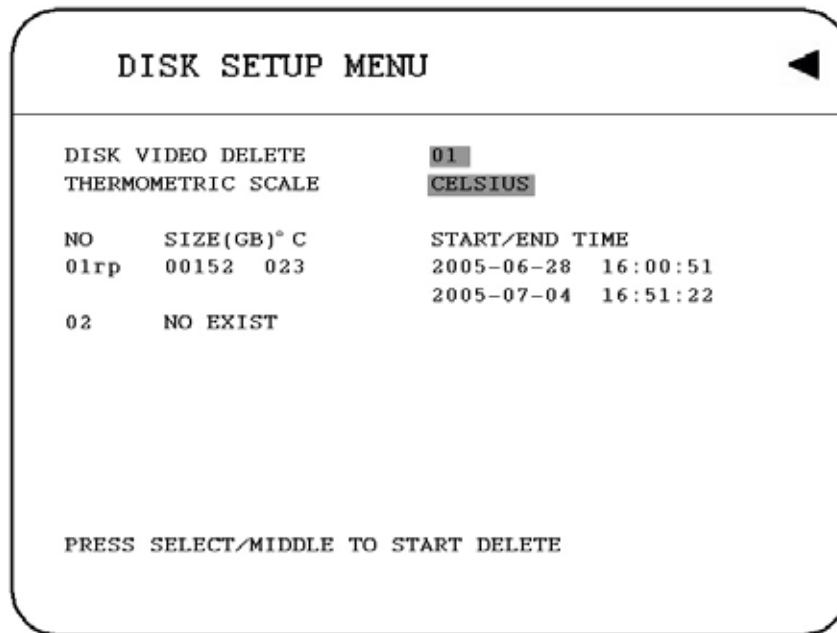 DISK SETUP MENU
DISK VIDEO DELETE 01
THERMOMETRIC SCALE CELSIUS
NO SIZE(GB)° C START/END TIME
01rp 00152 023 2005-06-28 16:00:51
2005-07-04 16:51:22
02 NO EXIST
PRESS SELECT/MIDDLE TO START DELETE